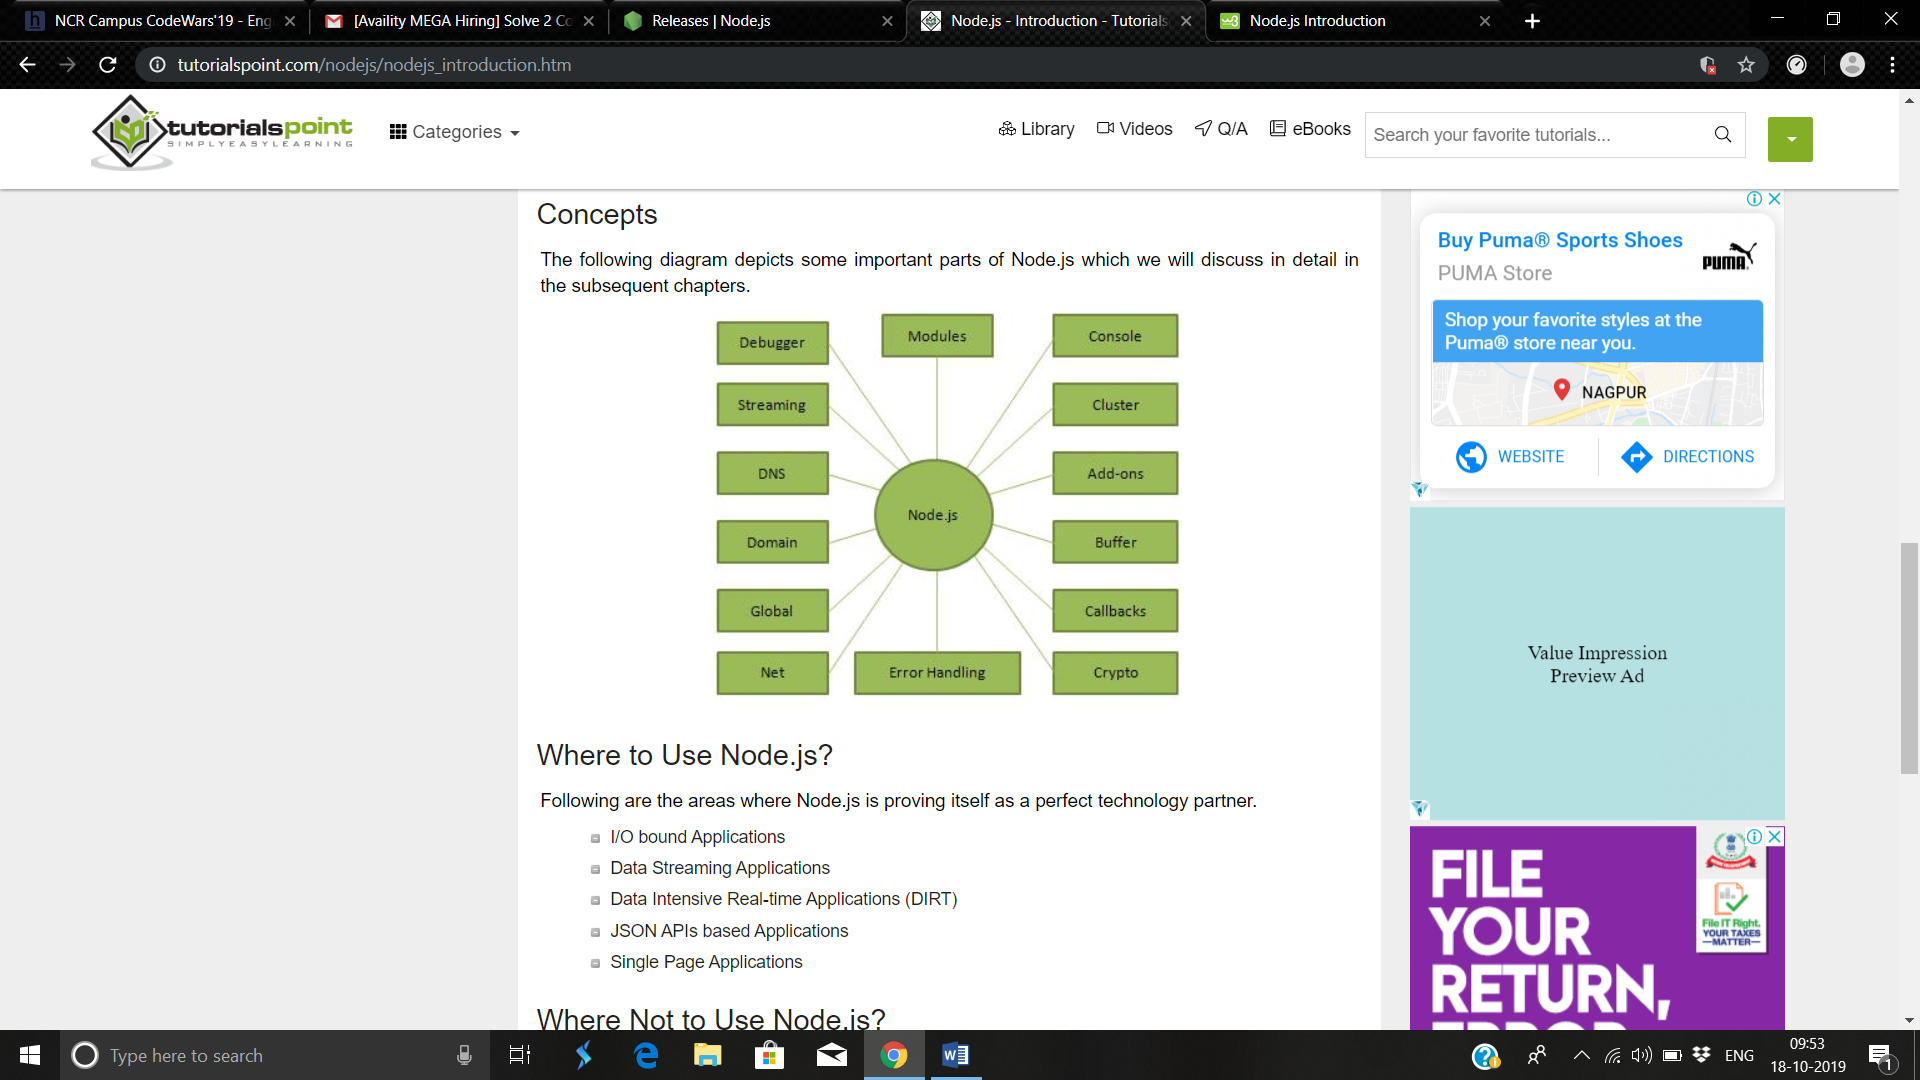 NCR Campus CodeWars'19 - Eng
[Availity MEGA Hiring] Solve 2 Co
Releases | Node.js
Node.js - Introduction - Tutorials
Node.js Introduction
tutorialspoint.com/nodejs/nodejs_introduction.htm
tutorialspoint
SIMPLYEASYLEARNING
Categories
Library
Videos
Q/A
eBooks
Search your favorite tutorials...
Concepts
The following diagram depicts some important parts of Node.js which we will discuss in detail in
the subsequent chapters.
Debugger
Modules
Console
Streaming
Cluster
DNS
Add-ons
Node.js
Domain
Buffer
Global
Callbacks
Net
Error Handling
Crypto
Where to Use Node.js?
Following are the areas where Node.js is proving itself as a perfect technology partner.
I/O bound Applications
Data Streaming Applications
Data Intensive Real-time Applications (DIRT)
JSON APIs based Applications
Single Page Applications
Where Not to Use Node.js?
Buy Puma® Sports Shoes
PUMA Store
PUMA
Shop your favorite styles at the
Puma® store near you.
NAGPUR
WEBSITE
DIRECTIONS
Value Impression
Preview Ad
FILE
YOUR
RETURN,
ERROR
File IT Right.
YOUR TAXES
MATTER
Type here to search
ENG
09:53
18-10-2019
1